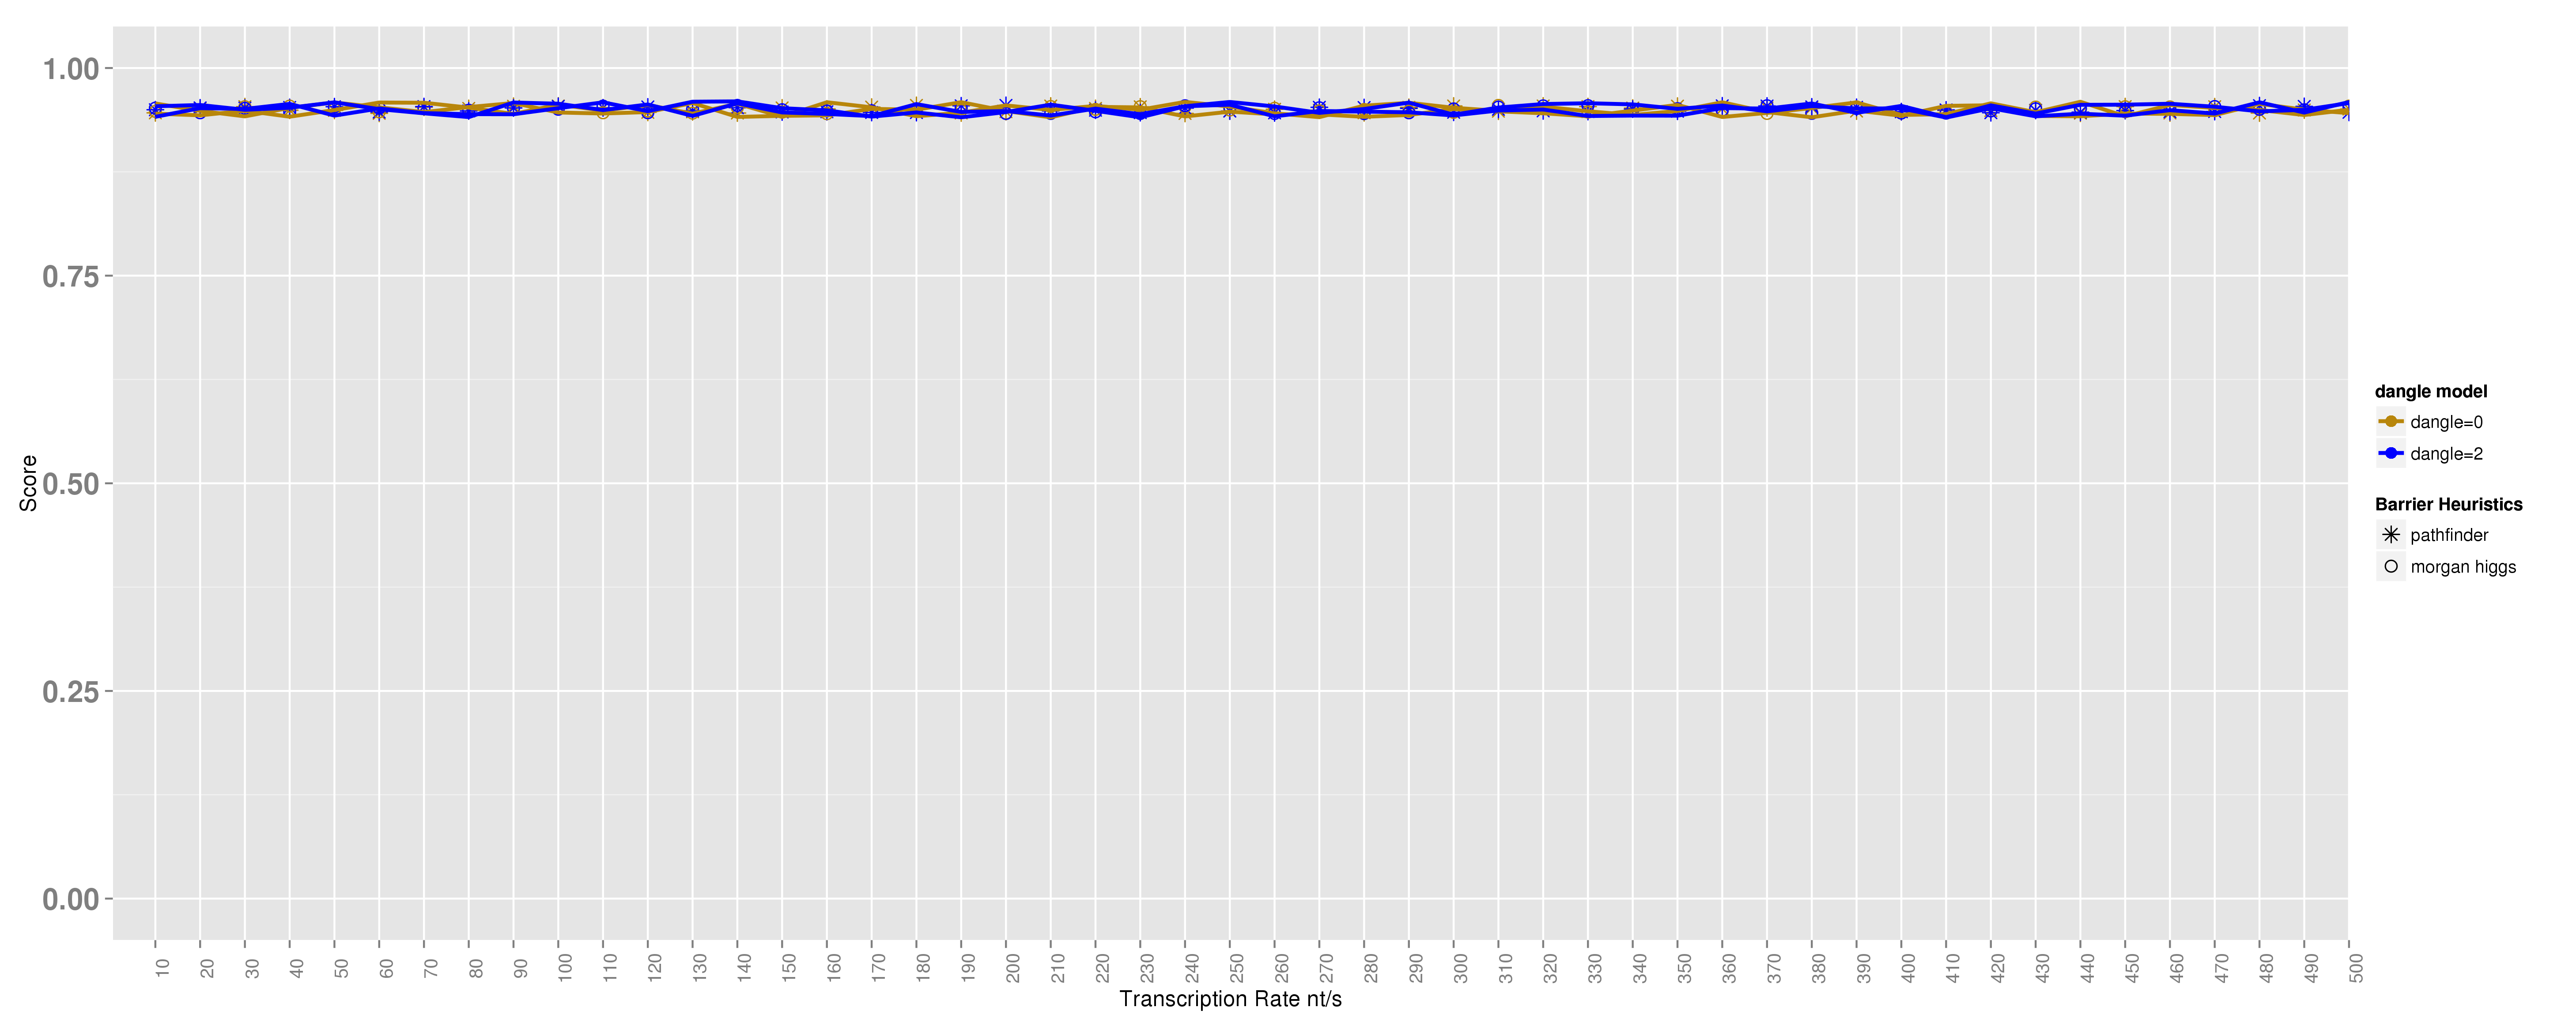 1.00
0.75
0.50
0.25
0.00
Score
10 20 30 40 50 60 70 80 90 100 110 120 130 140 150 160 170 180 190 200 210 220 230 240 250 260 270 280 290 300 310 320 330 340 350 360 370 380 390 400 410 420 430 440 450 460 470 480 490 500
Transcription Rate nt/s
dangle model
dangle=0
dangle=2
Barrier Heuristics
pathfinder
morgan higgs